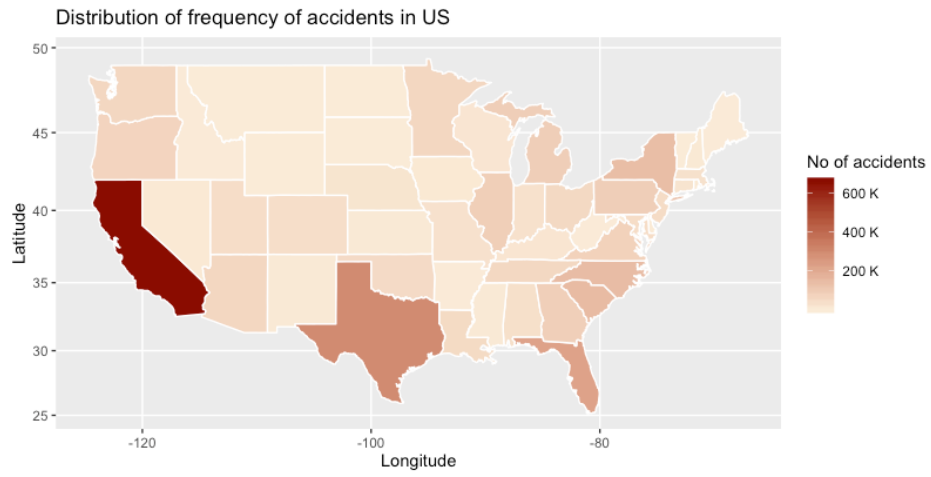 Distribution of frequency of accidents in US
50
45
40
35
30
25
Latitude
-120
-100
-80
Longitude
No of accidents
600 K
400 K
200 K